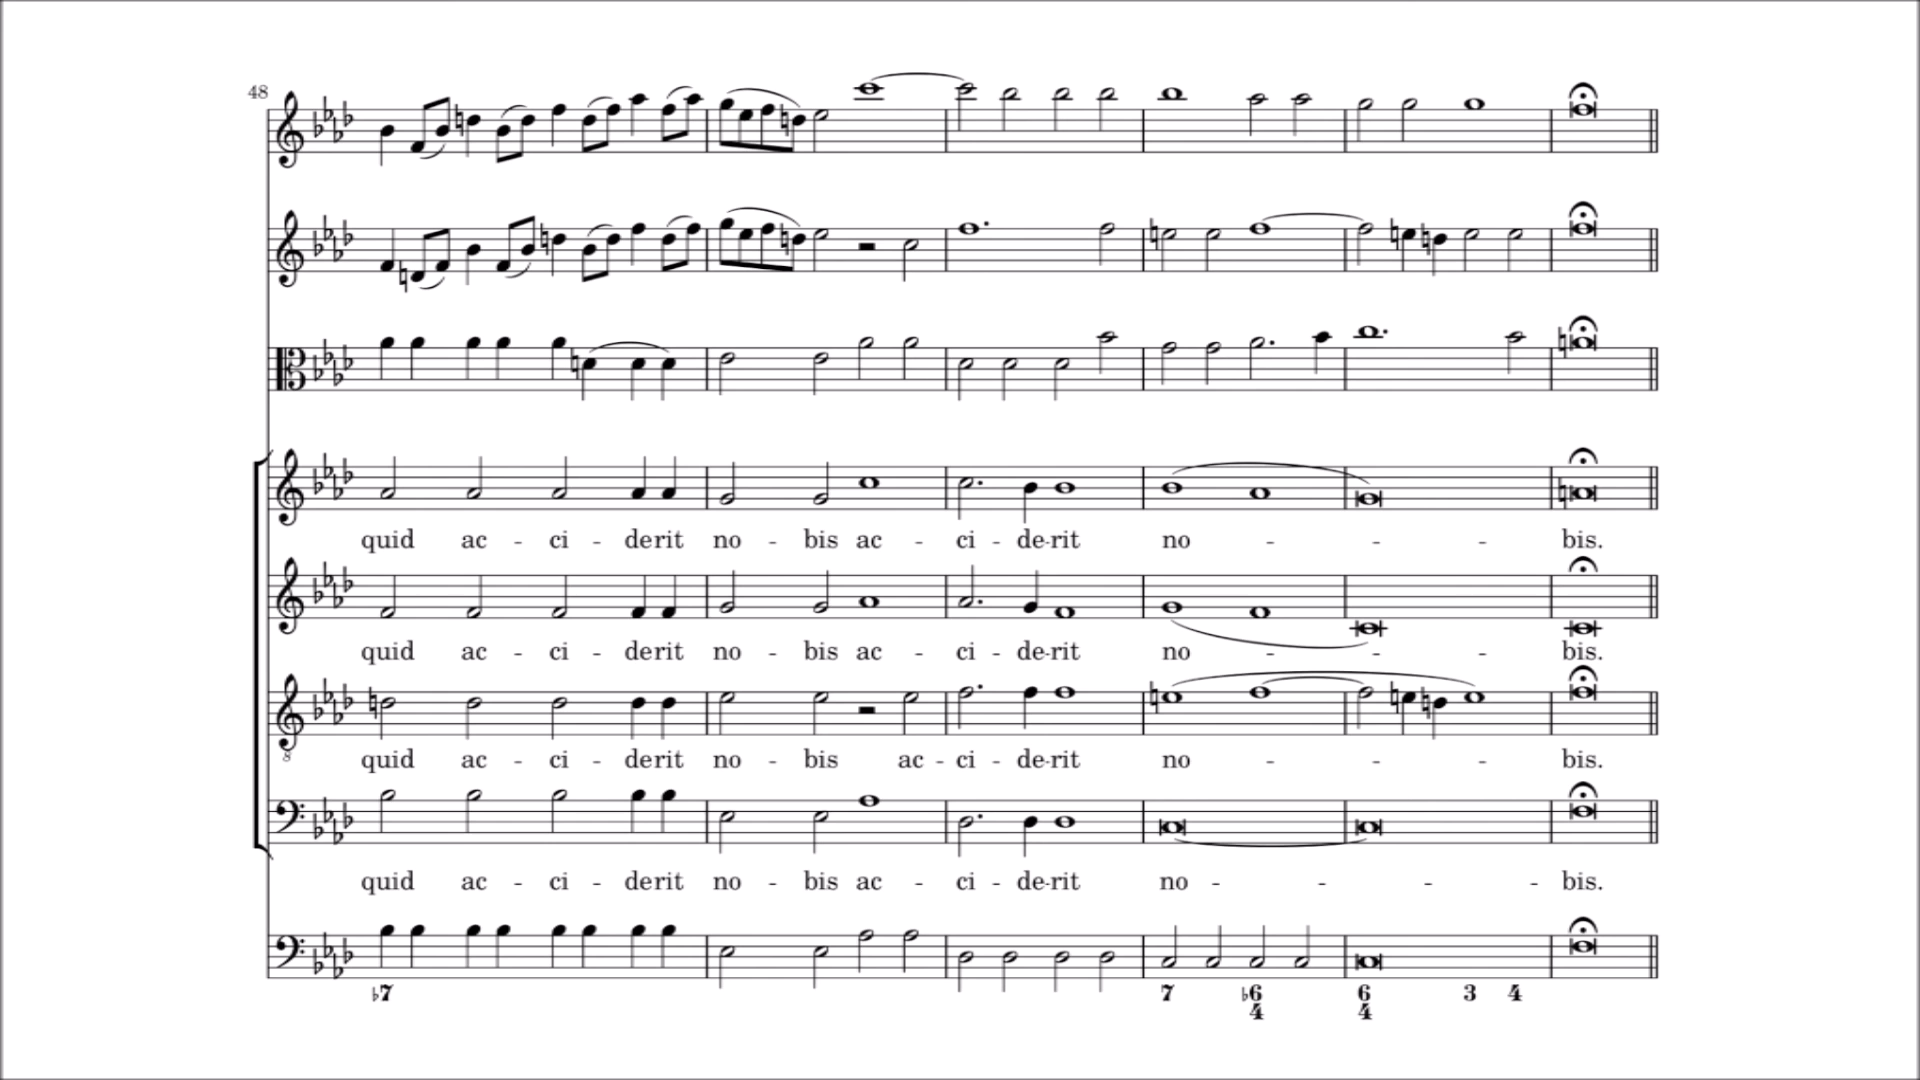 48
quid ac - ci - derit no - bis ac - ci - de-rit no - - - bis.
quid ac - ci - derit no - bis ac - ci - de-rit no - - - bis.
8
quid ac - ci - derit no - bis ac - ci - de-rit no - - - bis.
quid ac - ci - derit no - bis ac - ci - de-rit no - - - - bis.
♭7 7 ♭6 6 3 4
4 4